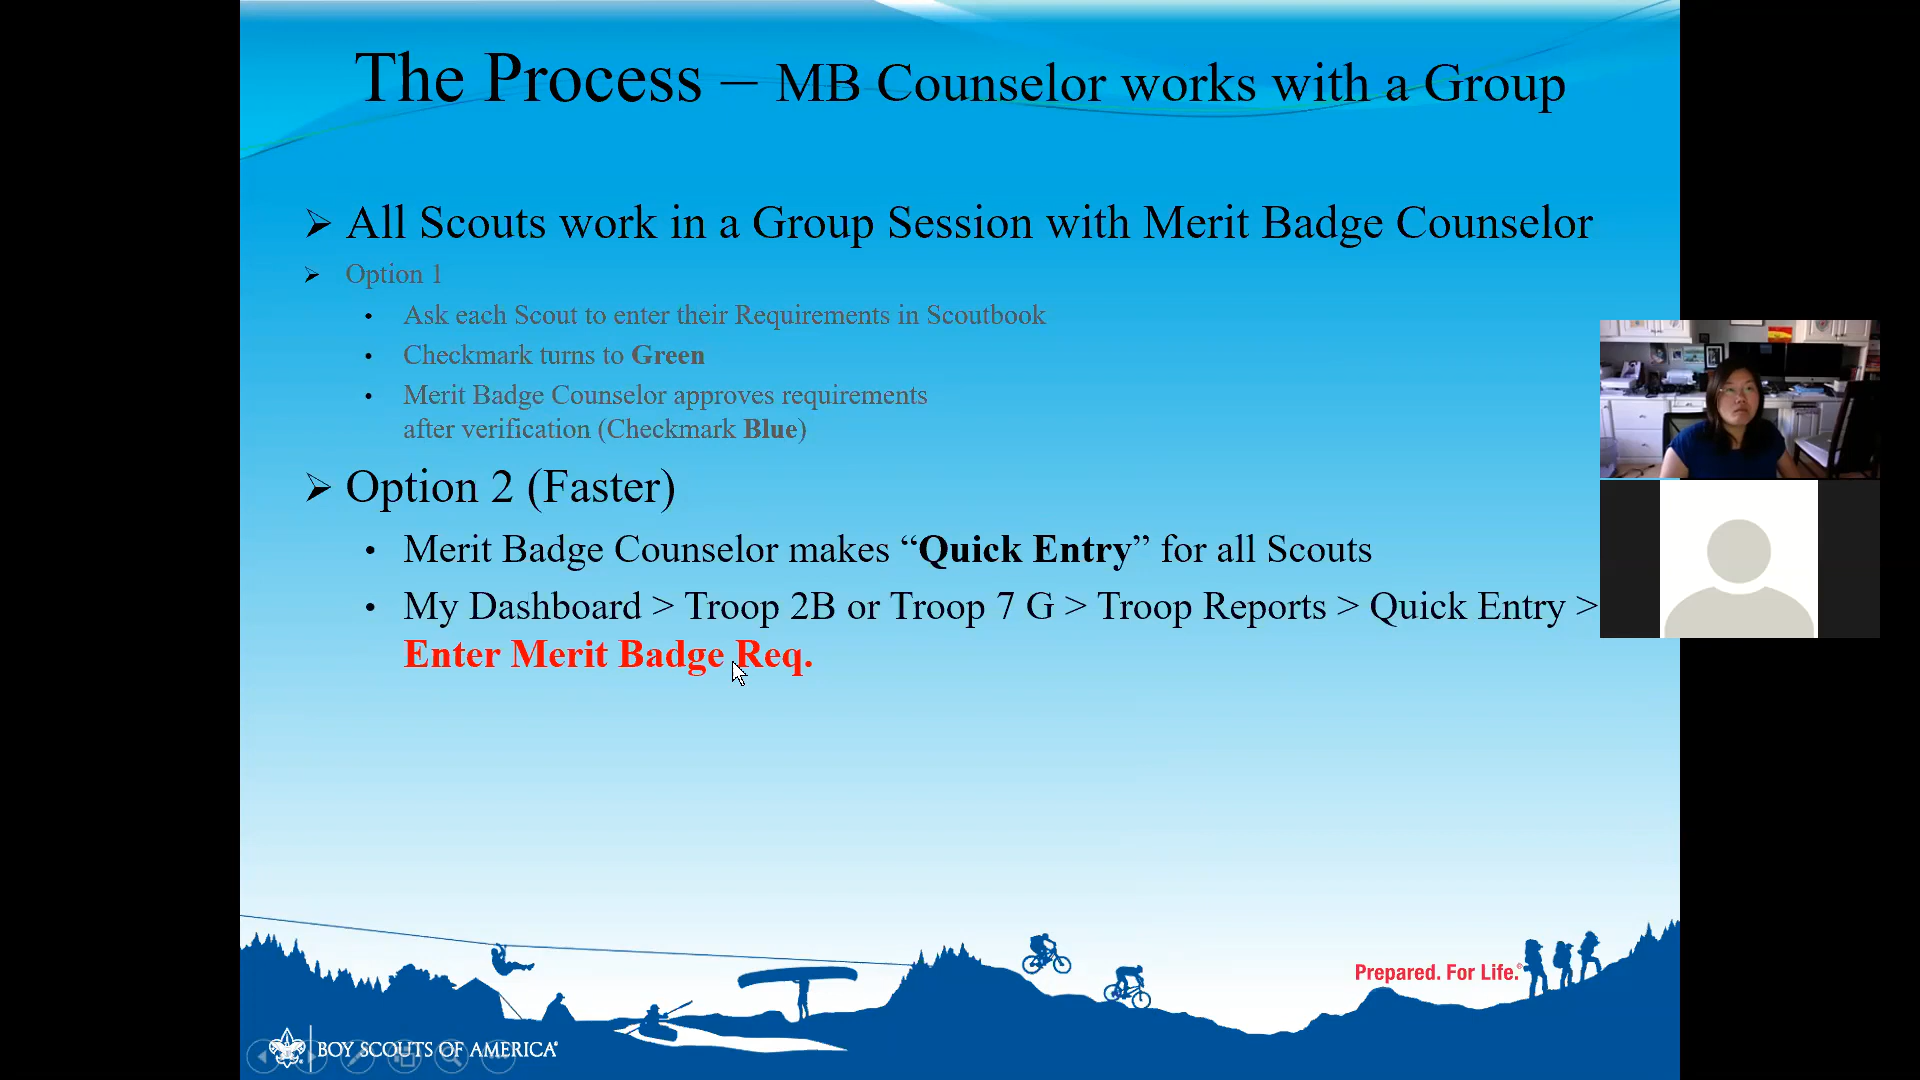 The Process – MB Counselor works with a Group
➢ All Scouts work in a Group Session with Merit Badge Counselor
➢ Option 1
• Ask each Scout to enter their Requirements in Scoutbook
• Checkmark turns to Green
• Merit Badge Counselor approves requirements
after verification (Checkmark Blue)
➢ Option 2 (Faster)
• Merit Badge Counselor makes “Quick Entry” for all Scouts
• My Dashboard > Troop 2B or Troop 7 G > Troop Reports > Quick Entry >
Enter Merit Badge Req.
Prepared. For Life.®
BOY SCOUTS OF AMERICA®